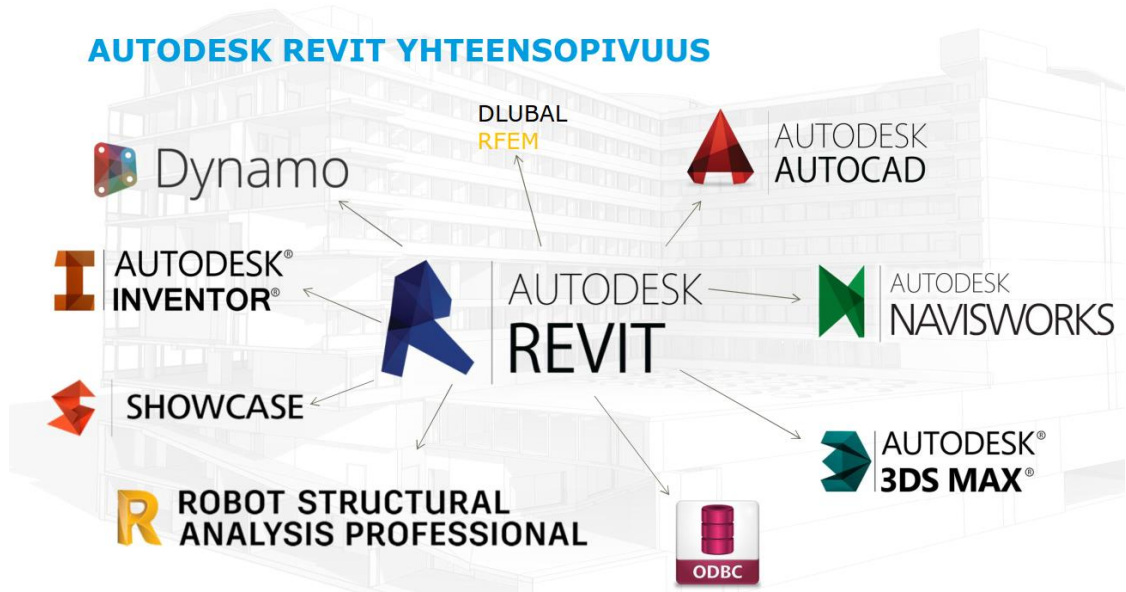 AUTODESK REVIT YHTEENSOPIVUUS
DLUBAL
RFEM
Dynamo
AUTODESK
AUTOCAD
AUTODESK®
INVENTOR®
AUTODESK
REVIT
AUTODESK
NAVISWORKS
SHOWCASE
AUTODESK®
3DS MAX®
ROBOT STRUCTURAL
ANALYSIS PROFESSIONAL
ODBC